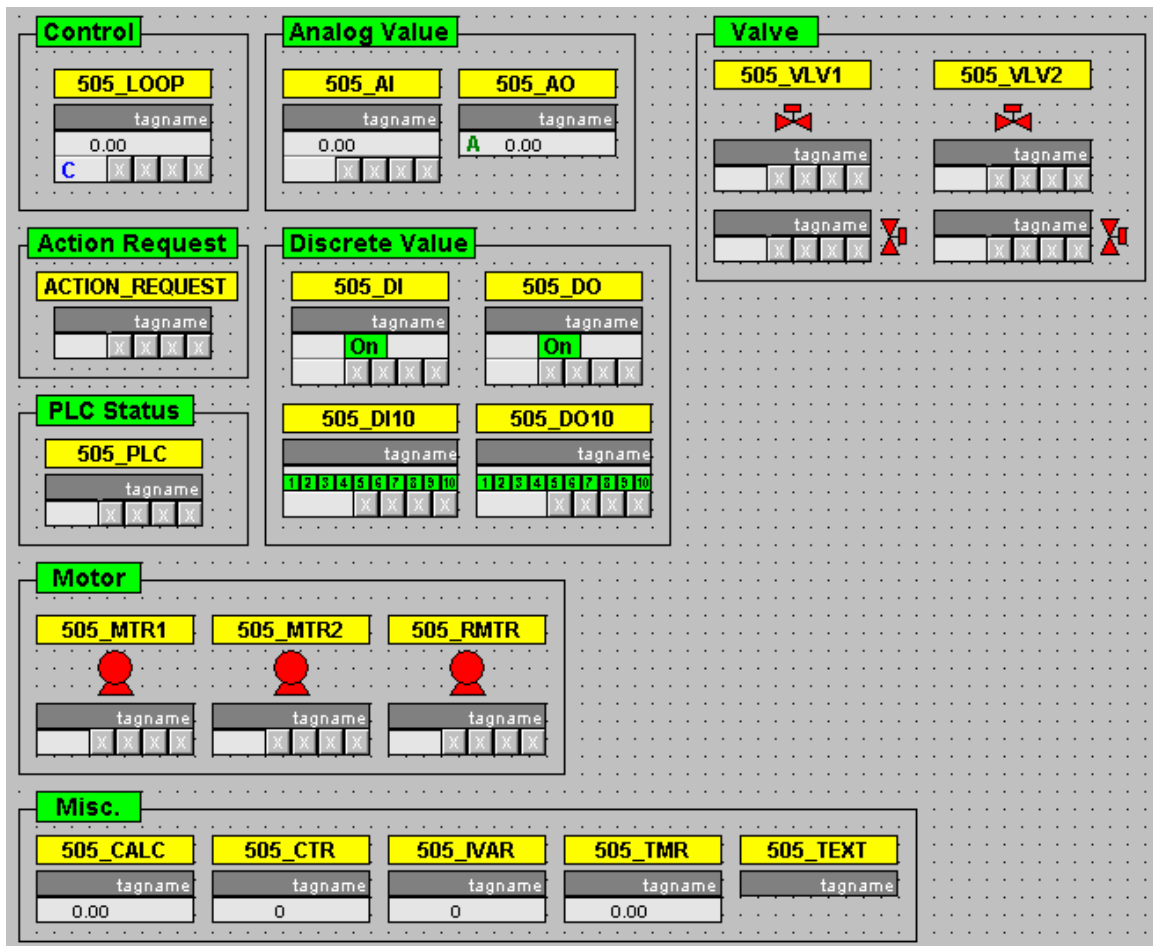 Control
505_LOOP
tagname
0.00
C X X X X
Analog Value
505_AI 505_AO
tagname tagname
0.00 A 0.00
X X X X
Valve
505_VLV1 505_VLV2
tagname tagname
X X X X X X X X
tagname tagname
X X X X X X X X
Action Request
ACTION_REQUEST
tagname
X X X X
Discrete Value
505_DI 505_DO
tagname tagname
On On
X X X X X X X X
505_DI10 505_DO10
tagname tagname
1 2 3 4 5 6 7 8 9 10 1 2 3 4 5 6 7 8 9 10
X X X X X X X X
PLC Status
505_PLC
tagname
X X X X
Motor
505_MTR1 505_MTR2 505_RMTR
tagname tagname tagname
X X X X X X X X X X X X
Misc.
505_CALC 505_CTR 505_IVAR 505_TMR 505_TEXT
tagname tagname tagname tagname tagname
0.00 0 0 0.00